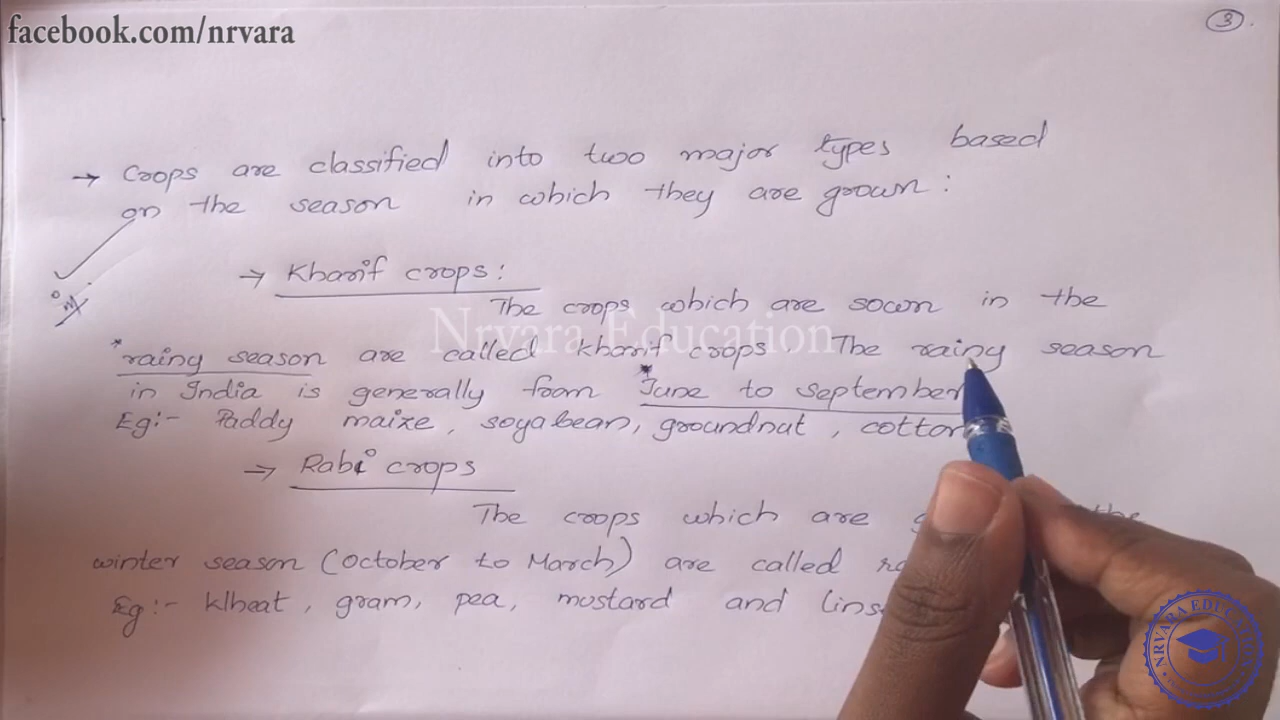 facebook.com/nrvara
3
→ Crops are classified into two major types based
on the season in which they are grown:
→ Kharif crops:
The crops which are sown in the
Nrvara Education
*rainy season are called kharif crops. The rainy season
in India is generally from *June to September
Eg:- Paddy maize, soyabean, groundnut, cotton
→ Rabi crops
The crops which are the
winter season (October to March) are called
Eg:- Wheat, gram, pea, mustard and
NRVARA EDUCATION